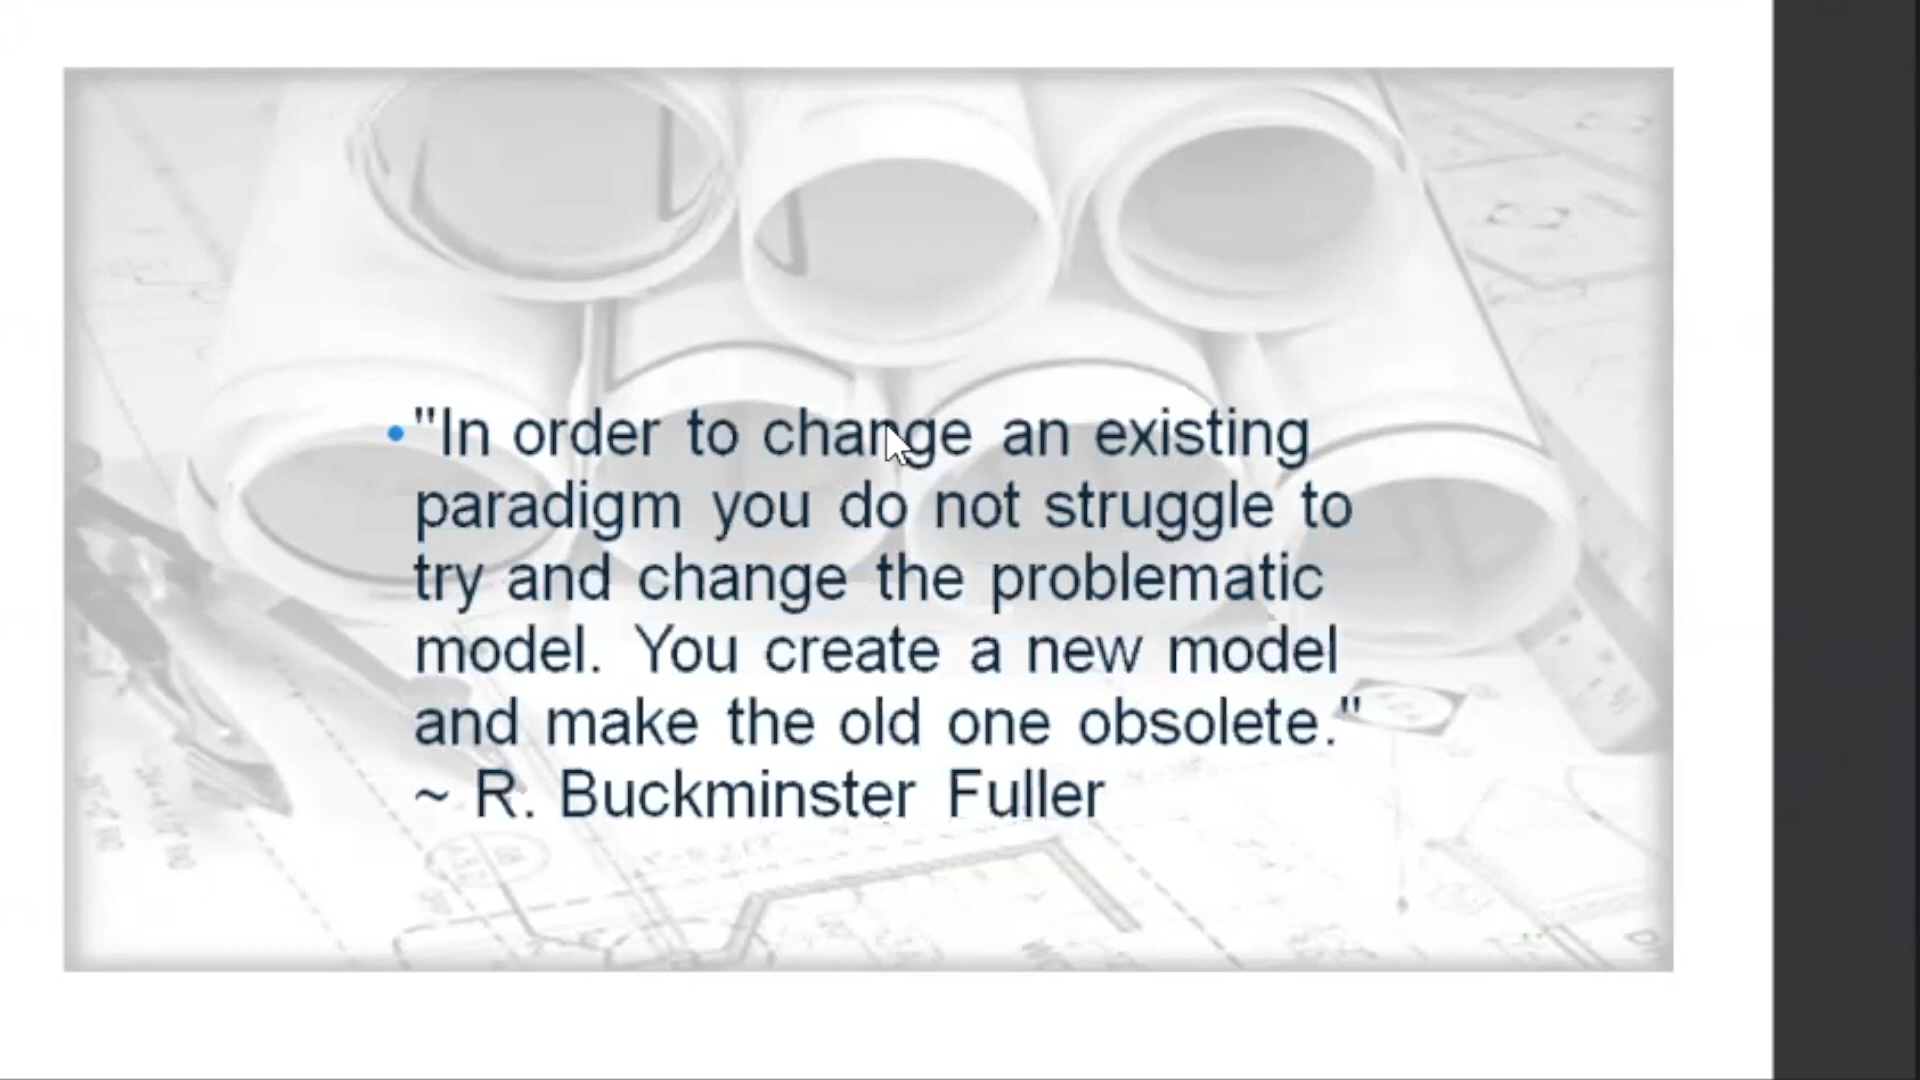 • "In order to change an existing
paradigm you do not struggle to
try and change the problematic
model. You create a new model
and make the old one obsolete."
~ R. Buckminster Fuller